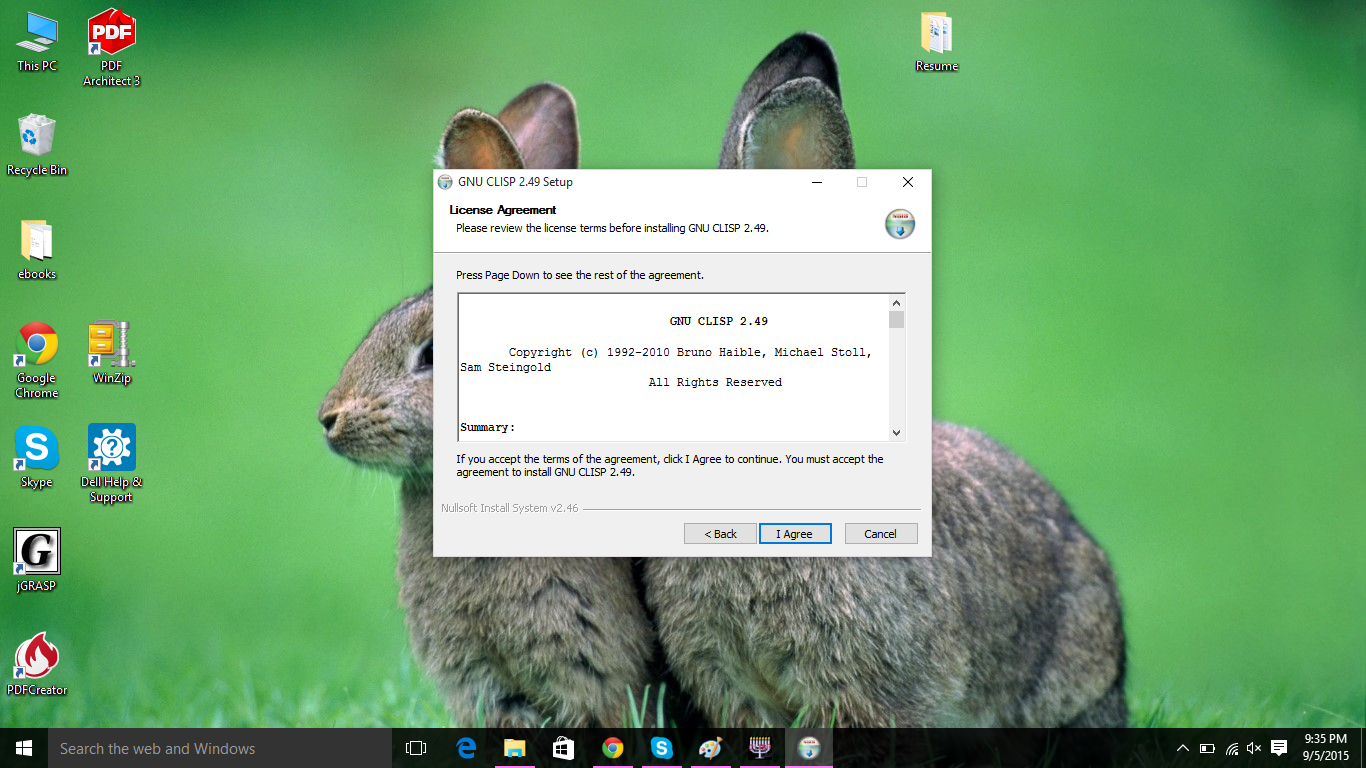 This PC
PDF
Architect 3
Recycle Bin
ebooks
Google
Chrome
WinZip
Skype
Dell Help &
Support
jGRASP
PDFCreator
Resume
GNU CLISP 2.49 Setup
License Agreement
Please review the license terms before installing GNU CLISP 2.49.
Press Page Down to see the rest of the agreement.
GNU CLISP 2.49
Copyright (c) 1992-2010 Bruno Haible, Michael Stoll,
Sam Steingold
All Rights Reserved
Summary:
If you accept the terms of the agreement, click I Agree to continue. You must accept the
agreement to install GNU CLISP 2.49.
Nullsoft Install System v2.46
< Back
I Agree
Cancel
Search the web and Windows
9:35 PM
9/5/2015